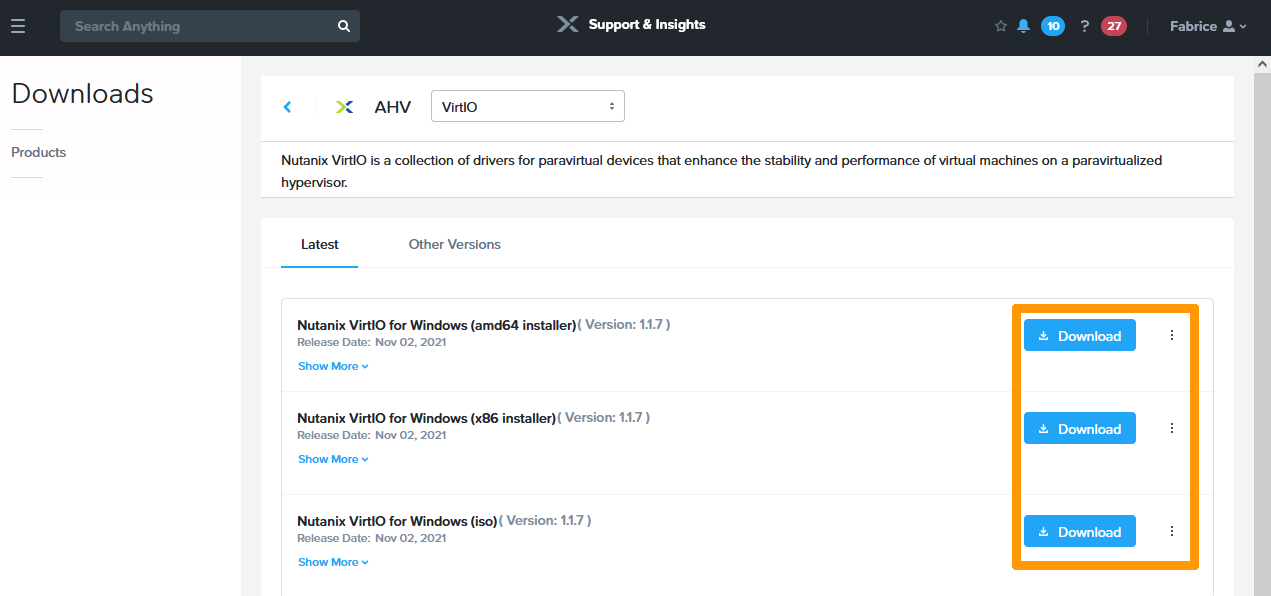 Search Anything
Support & Insights
10
?
27
Fabrice
Downloads
Products
AHV
VirtIO
Nutanix VirtIO is a collection of drivers for paravirtual devices that enhance the stability and performance of virtual machines on a paravirtualized
hypervisor.
Latest
Other Versions
Nutanix VirtIO for Windows (amd64 installer)( Version: 1.1.7 )
Download
Release Date: Nov 02, 2021
Show More
Nutanix VirtIO for Windows (x86 installer)( Version: 1.1.7 )
Download
Release Date: Nov 02, 2021
Show More
Nutanix VirtIO for Windows (iso)( Version: 1.1.7 )
Download
Release Date: Nov 02, 2021
Show More